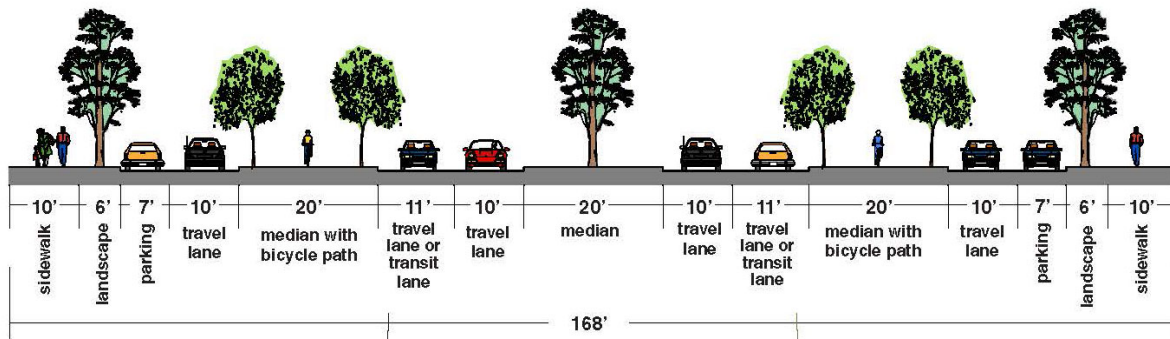 10' 6' 7' 10' 20' 11' 10' 20' 10' 11' 20' 10' 7' 6' 10'
sidewalk
landscape
parking
travel
lane
median with
bicycle path
travel
lane or
transit
lane
travel
lane
median
travel
lane
travel
lane or
transit
lane
median with
bicycle path
travel
lane
parking
landscape
sidewalk
168'